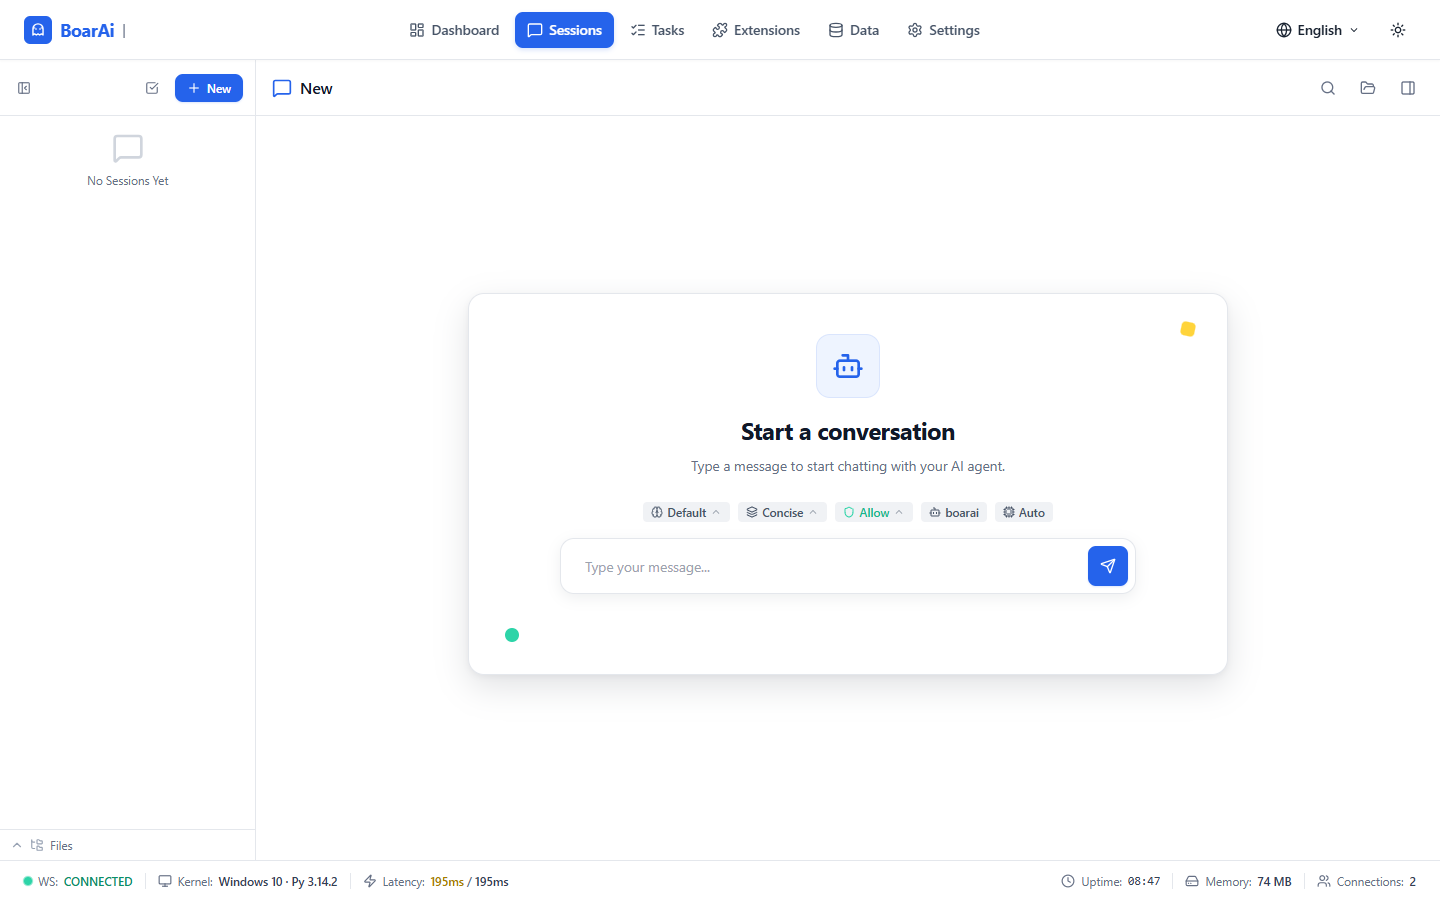 BoarAi |
Dashboard
Sessions
Tasks
Extensions
Data
Settings
English
New
New
No Sessions Yet
Start a conversation
Type a message to start chatting with your AI agent.
Default
Concise
Allow
boarai
Auto
Type your message...
Files
WS: CONNECTED
Kernel: Windows 10 · Py 3.14.2
Latency: 195ms / 195ms
Uptime: 08:47
Memory: 74 MB
Connections: 2